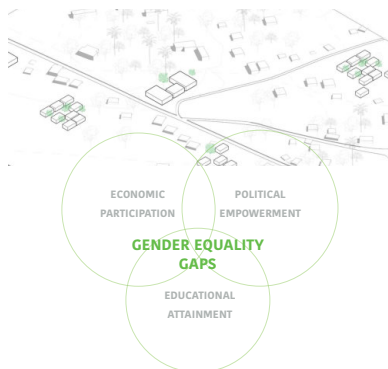 ECONOMIC
PARTICIPATION
POLITICAL
EMPOWERMENT
GENDER EQUALITY
GAPS
EDUCATIONAL
ATTAINMENT